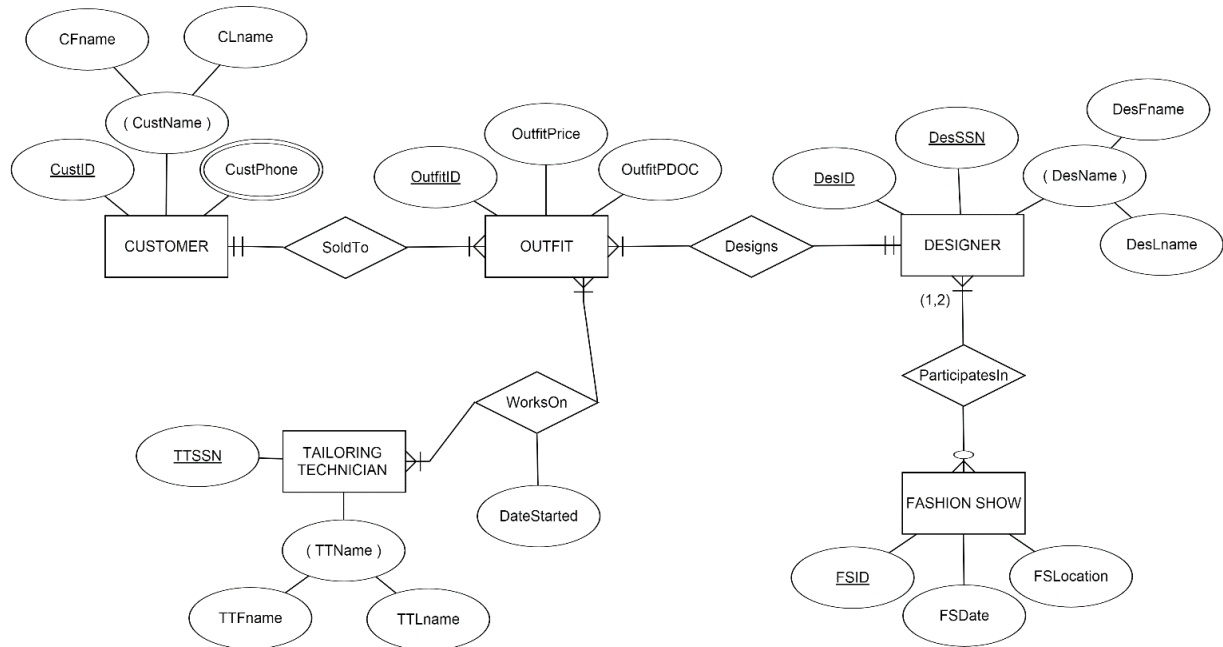 CFname
CLname
( CustName )
CustID
CustPhone
CUSTOMER
SoldTo
OutfitID
OutfitPrice
OutfitPDOC
OUTFIT
Designs
DesID
DesSSN
DesFname
( DesName )
DesLname
DESIGNER
(1,2)
ParticipatesIn
WorksOn
TTSSN
TAILORING
TECHNICIAN
DateStarted
( TTName )
TTFname
TTLname
FASHION SHOW
FSID
FSDate
FSLocation